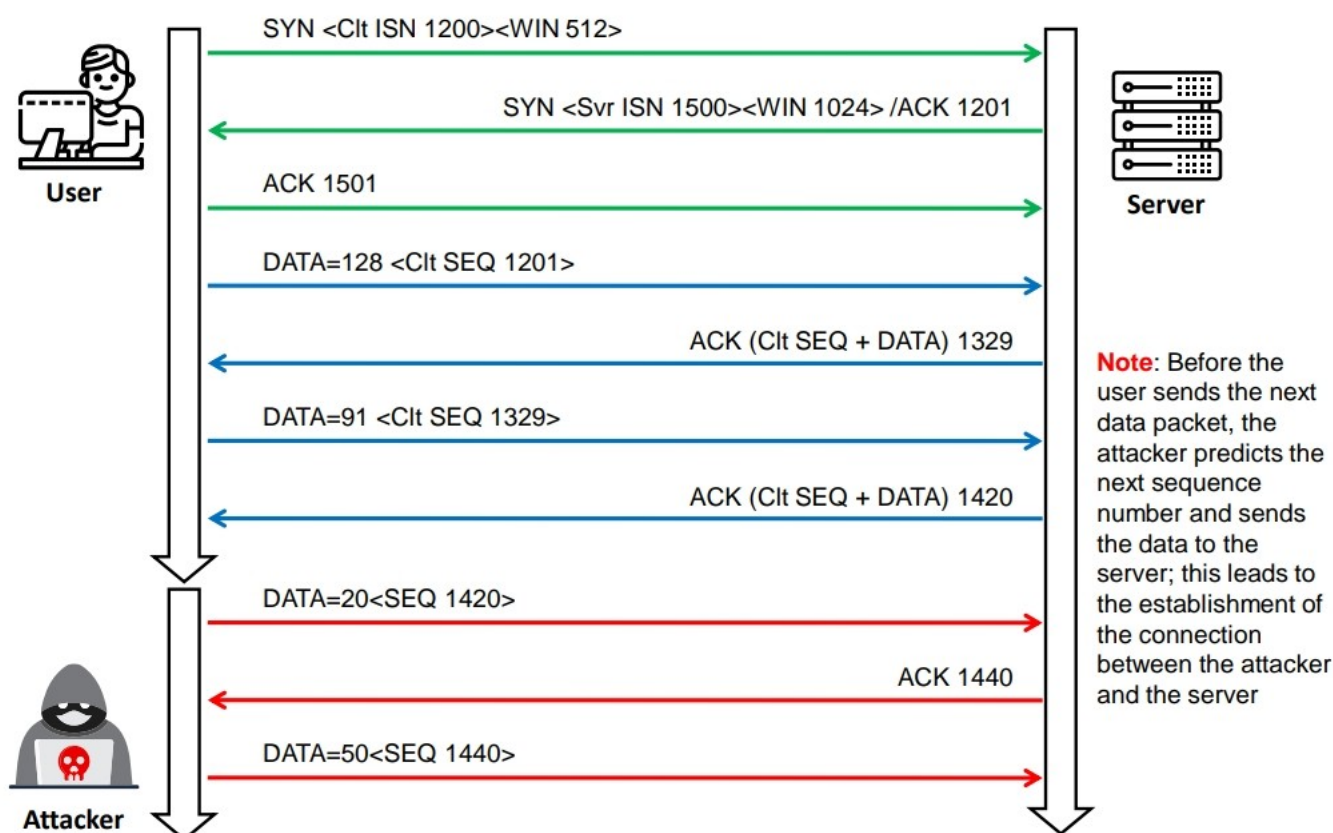 SYN <Clt ISN 1200><WIN 512>
SYN <Svr ISN 1500><WIN 1024> /ACK 1201
User
ACK 1501
Server
DATA=128 <Clt SEQ 1201>
ACK (Clt SEQ + DATA) 1329
DATA=91 <Clt SEQ 1329>
ACK (Clt SEQ + DATA) 1420
Note: Before the
user sends the next
data packet, the
attacker predicts the
next sequence
number and sends
the data to the
server; this leads to
the establishment of
the connection
between the attacker
and the server
DATA=20<SEQ 1420>
ACK 1440
DATA=50<SEQ 1440>
Attacker